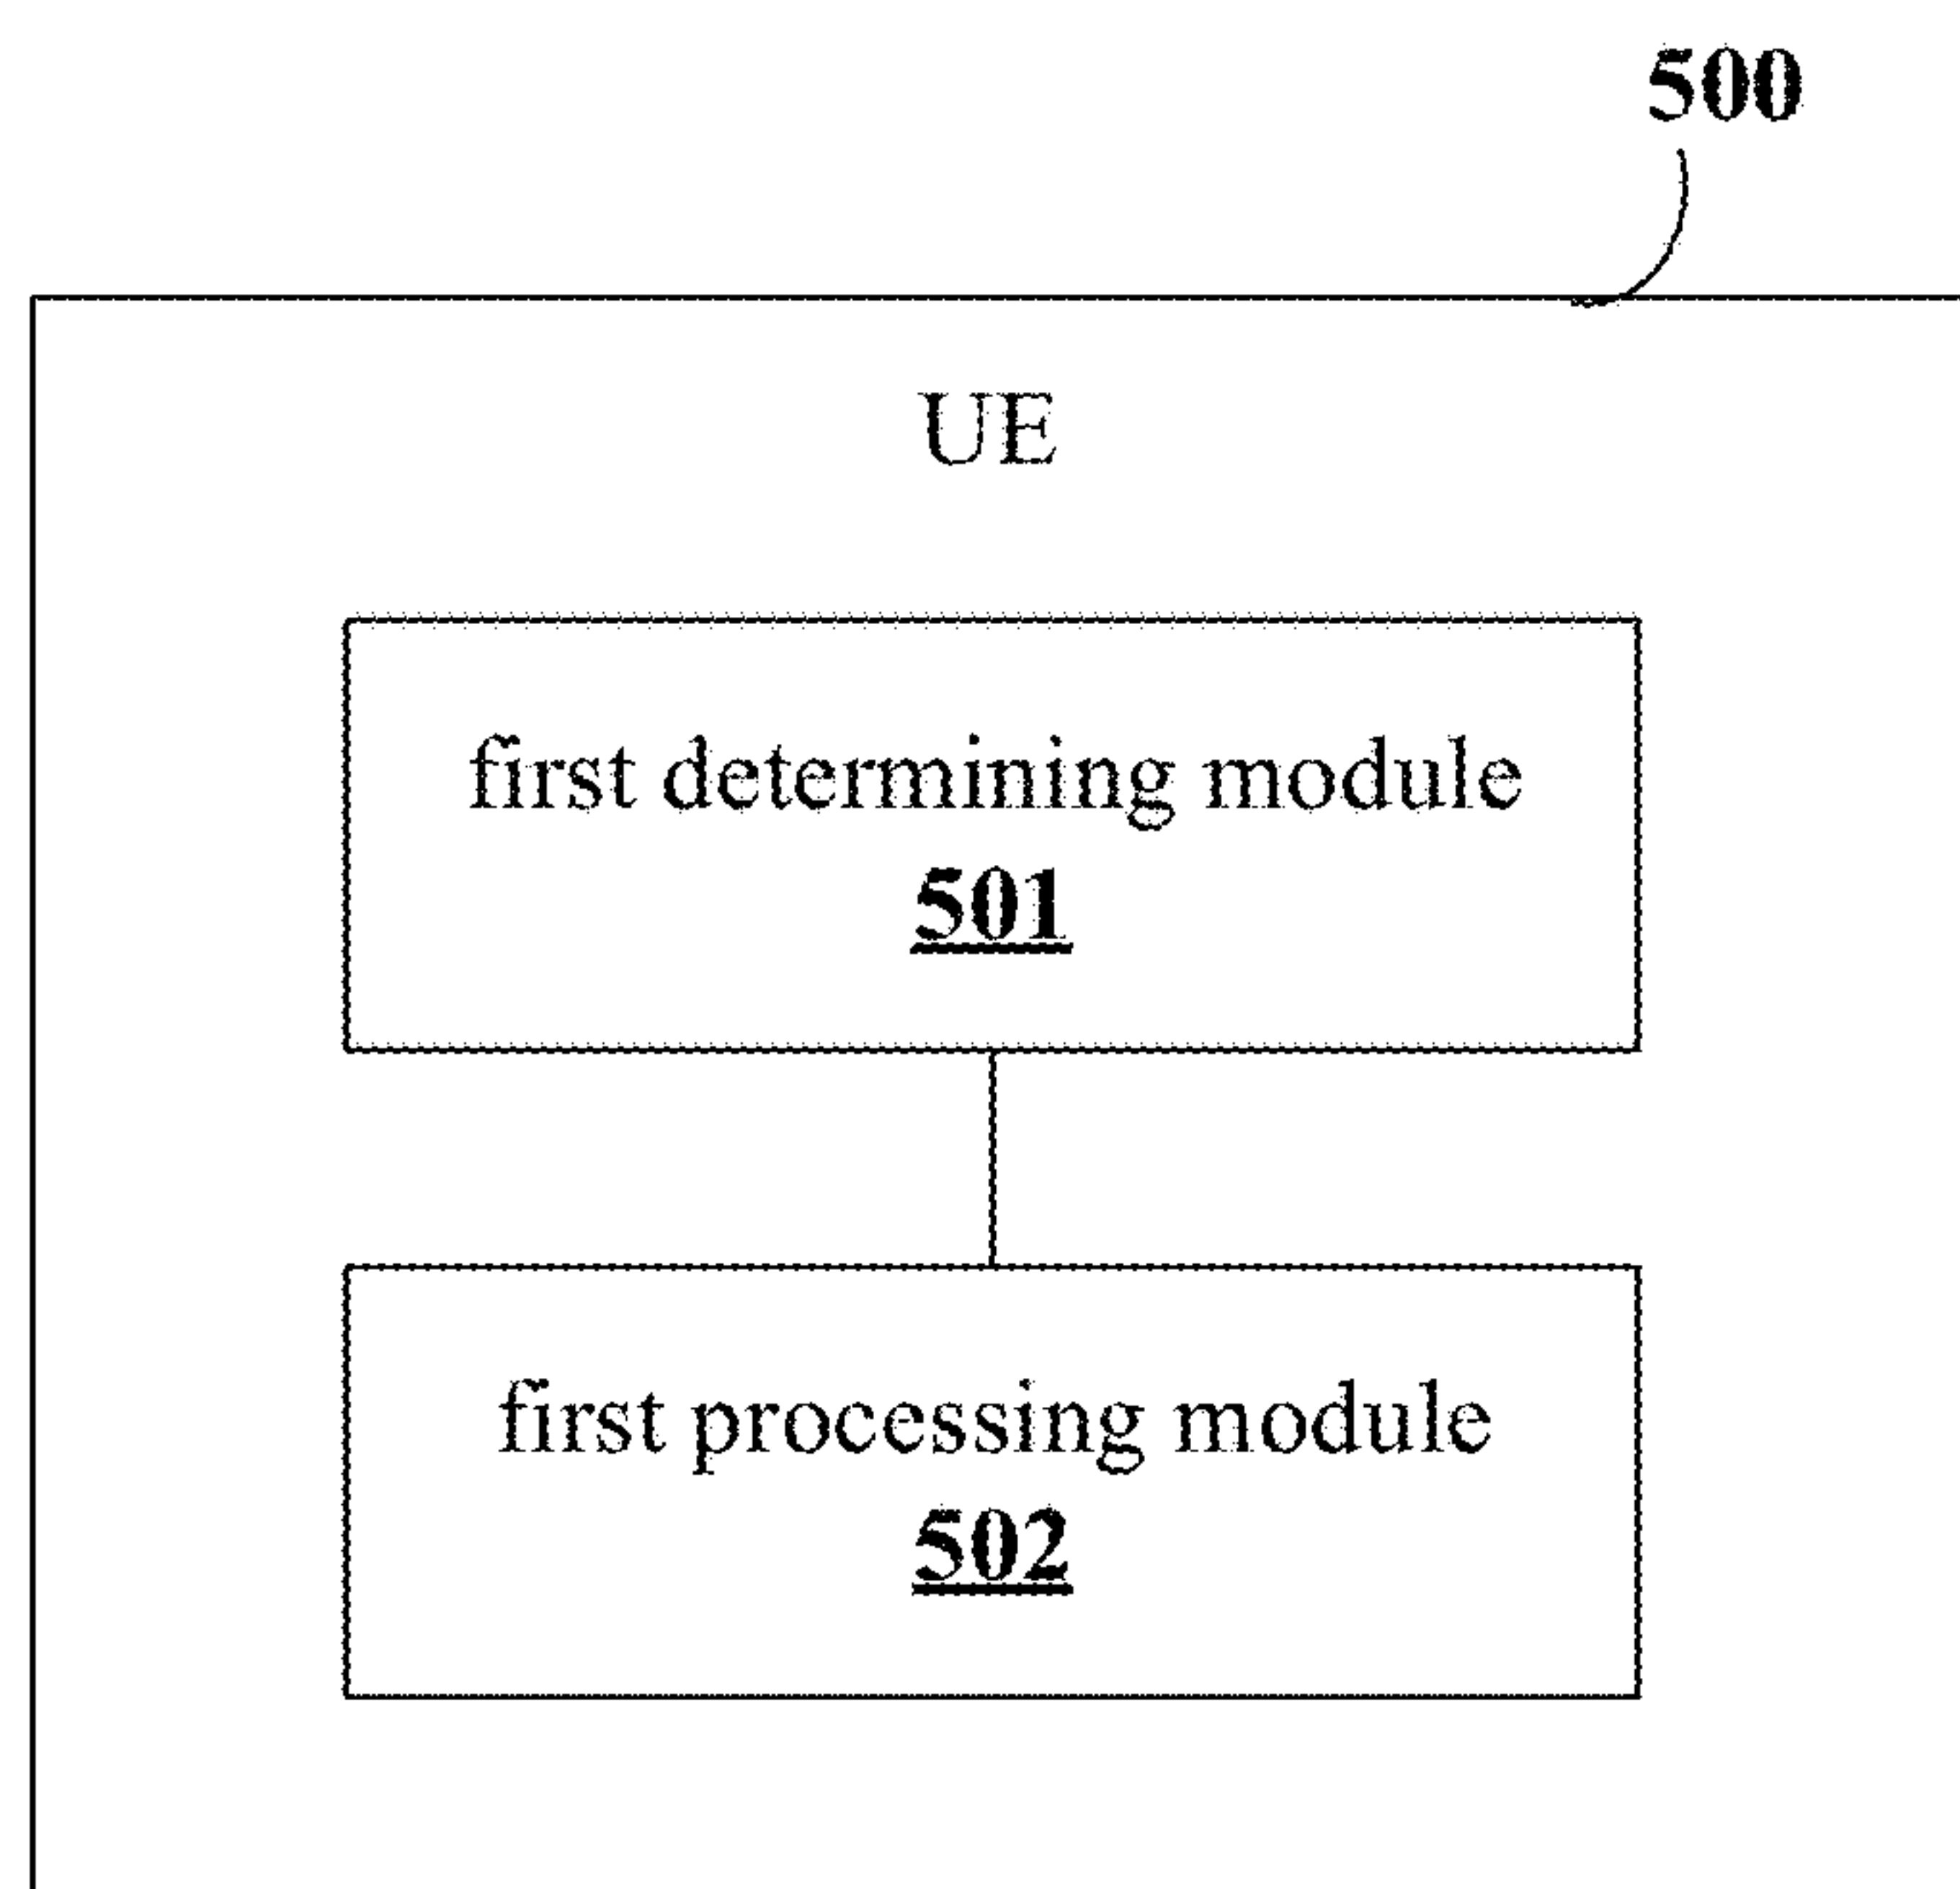 500
UE
first determining module
501
first processing module
502